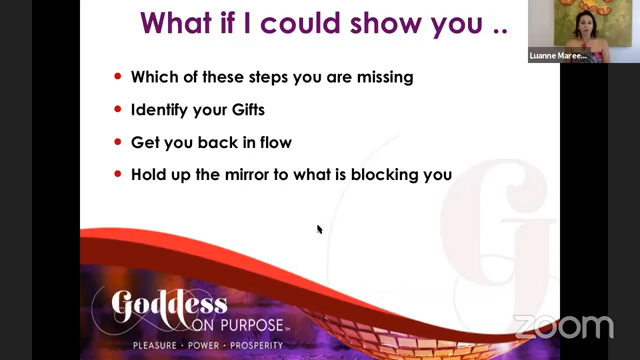 What if I could show you ..
Luanne Maree...
• Which of these steps you are missing
• Identify your Gifts
• Get you back in flow
• Hold up the mirror to what is blocking you
G
Goddess
ON PURPOSE™
PLEASURE • POWER • PROSPERITY
zoom